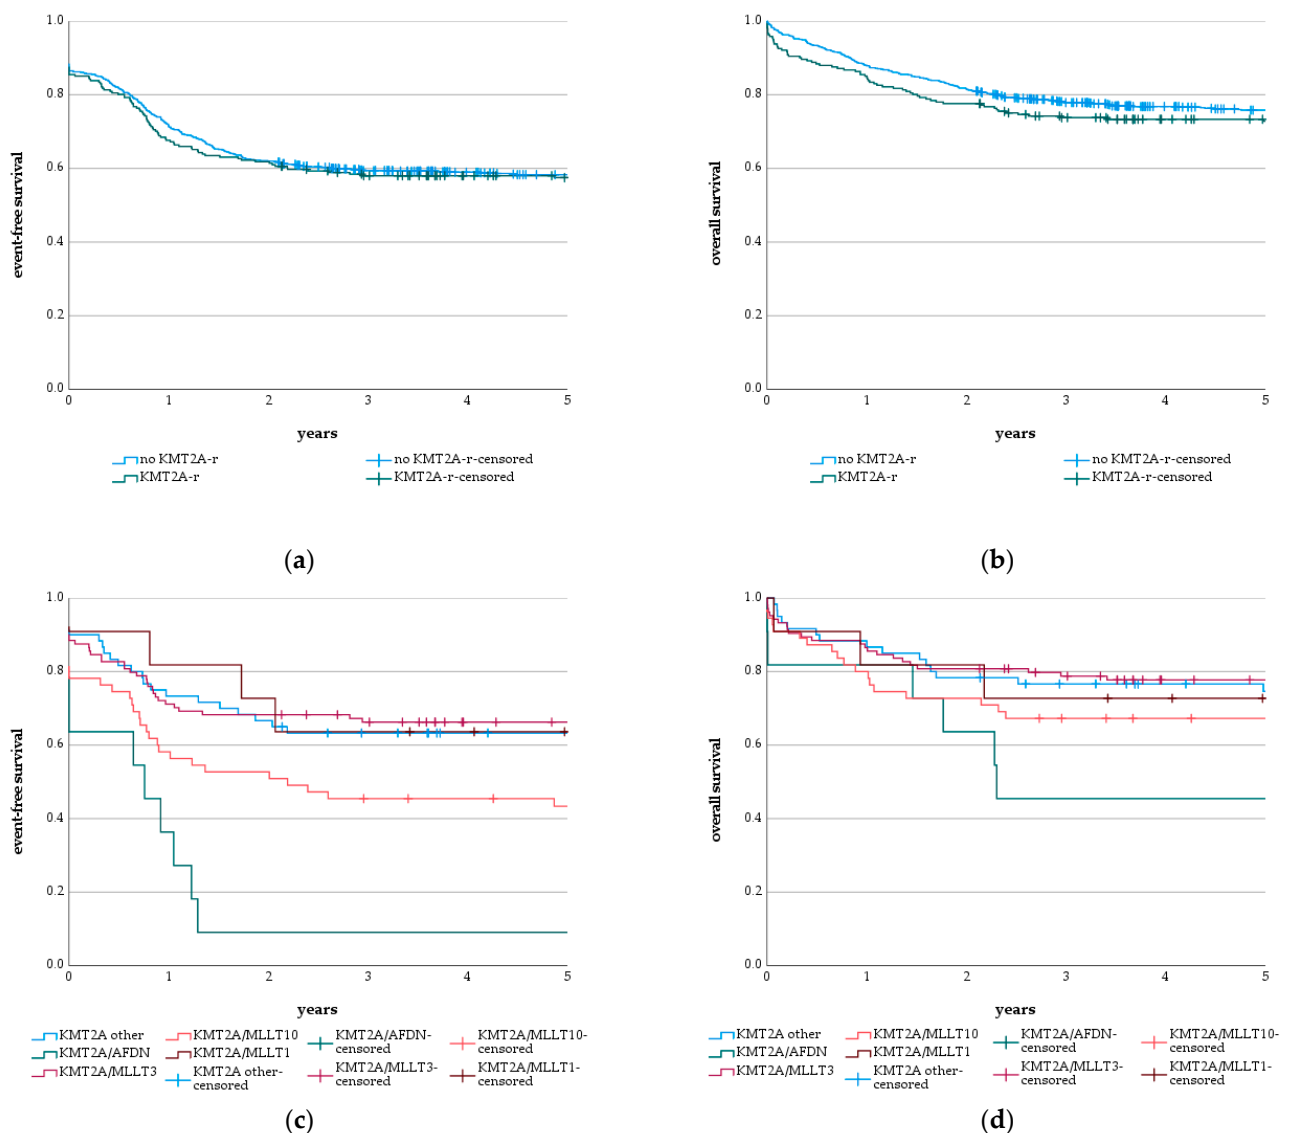 1.0
0.8
0.6
0.4
0.2
0.0
event-free survival
0 1 2 3 4 5
years
no KMT2A-r no KMT2A-r-censored
KMT2A-r KMT2A-r-censored
(a)
1.0
0.8
0.6
0.4
0.2
0.0
overall survival
0 1 2 3 4 5
years
no KMT2A-r no KMT2A-r-censored
KMT2A-r KMT2A-r-censored
(b)
1.0
0.8
0.6
0.4
0.2
0.0
event-free survival
0 1 2 3 4 5
years
KMT2A other
KMT2A/AFDN
KMT2A/MLLT3
KMT2A/MLLT10
KMT2A/MLLT1
KMT2A other-
censored
KMT2A/AFDN-
censored
KMT2A/MLLT3-
censored
KMT2A/MLLT10-
censored
KMT2A/MLLT1-
censored
(c)
1.0
0.8
0.6
0.4
0.2
0.0
overall survival
0 1 2 3 4 5
years
KMT2A other
KMT2A/AFDN
KMT2A/MLLT3
KMT2A/MLLT10
KMT2A/MLLT1
KMT2A other-
censored
KMT2A/AFDN-
censored
KMT2A/MLLT3-
censored
KMT2A/MLLT10-
censored
KMT2A/MLLT1-
censored
(d)